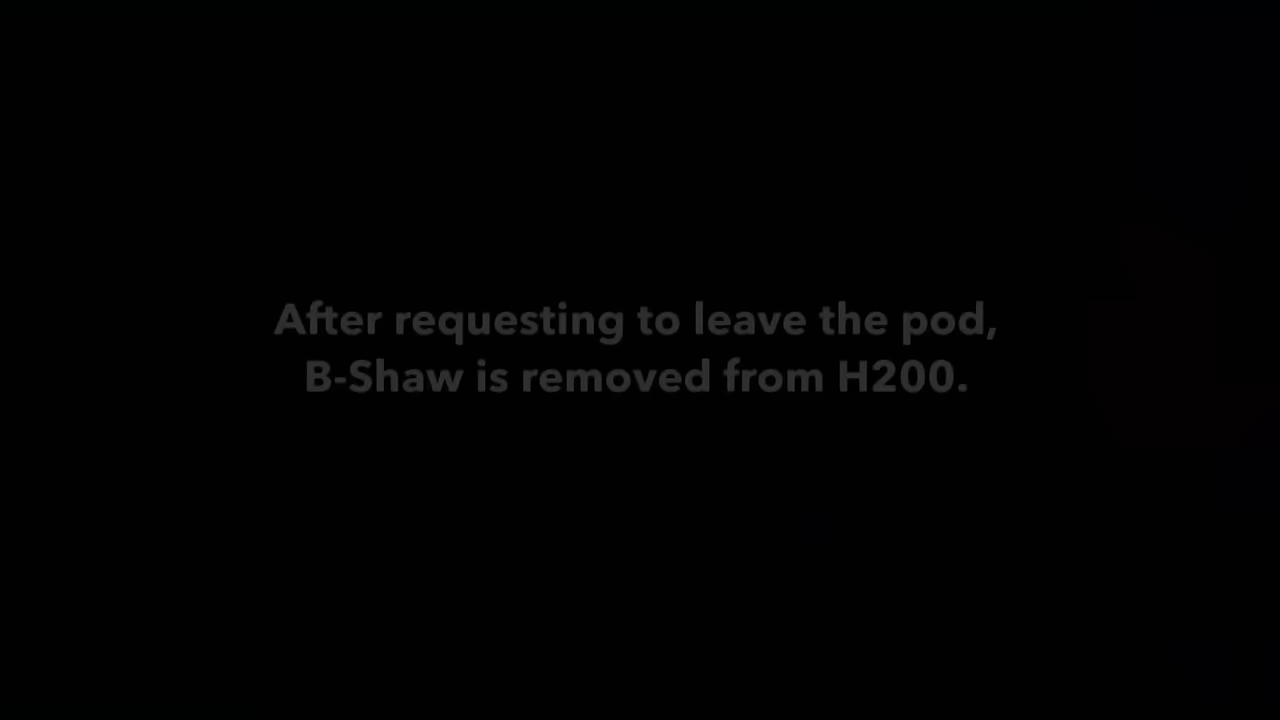 After requesting to leave the pod,
B-Shaw is removed from H200.